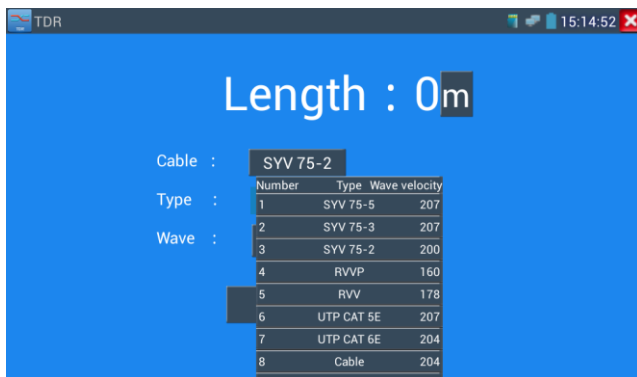 TDR 15:14:52
Length : 0m
Cable : SYV 75-2
Number Type Wave velocity
Type :
1 SYV 75-5 207
2 SYV 75-3 207
Wave :
3 SYV 75-2 200
4 RVVP 160
5 RVV 178
6 UTP CAT 5E 207
7 UTP CAT 6E 204
8 Cable 204